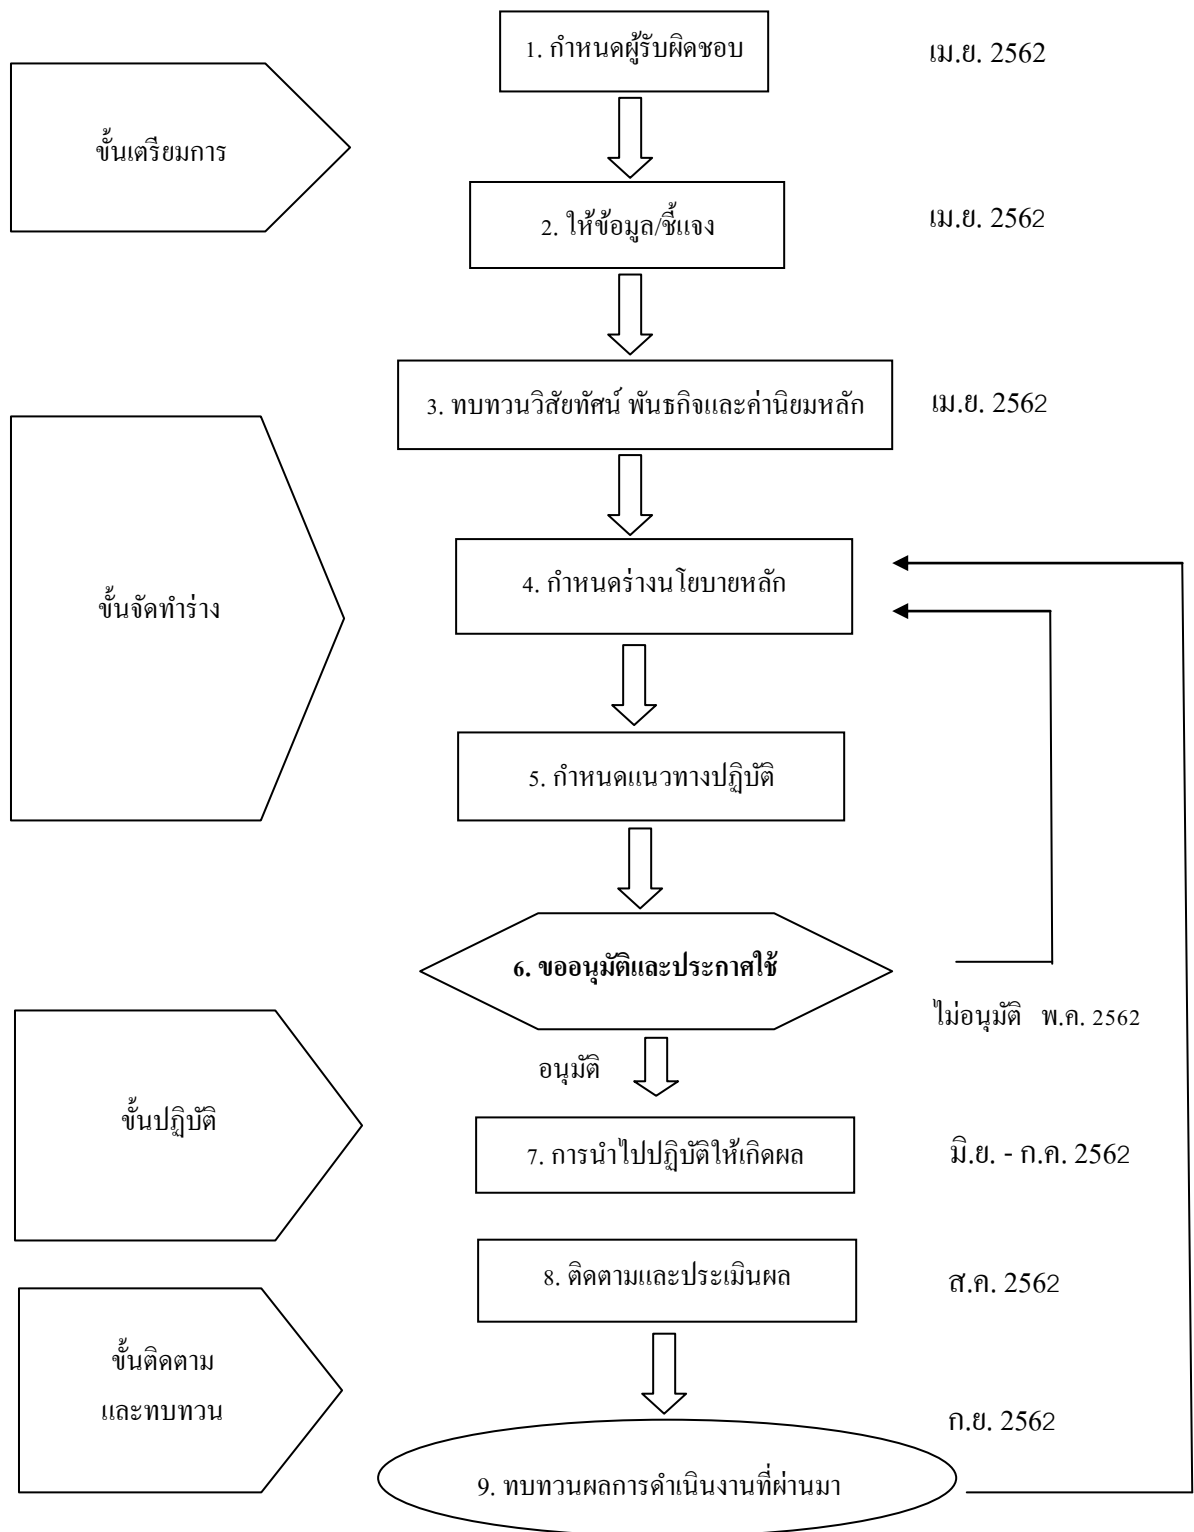 1. กำหนดผู้รับผิดชอบ
เม.ย. 2562
ขั้นเตรียมการ
2. ให้ข้อมูล/ชี้แจง
เม.ย. 2562
3. ทบทวนวิสัยทัศน์ พันธกิจและค่านิยมหลัก
เม.ย. 2562
4. กำหนดร่างนโยบายหลัก
ขั้นจัดทำร่าง
5. กำหนดแนวทางปฏิบัติ
6. ขออนุมัติและประกาศใช้
ไม่อนุมัติ พ.ค. 2562
อนุมัติ
ขั้นปฏิบัติ
7. การนำไปปฏิบัติให้เกิดผล
มิ.ย. - ก.ค. 2562
8. ติดตามและประเมินผล
ส.ค. 2562
ขั้นติดตาม
และทบทวน
ก.ย. 2562
9. ทบทวนผลการดำเนินงานที่ผ่านมา